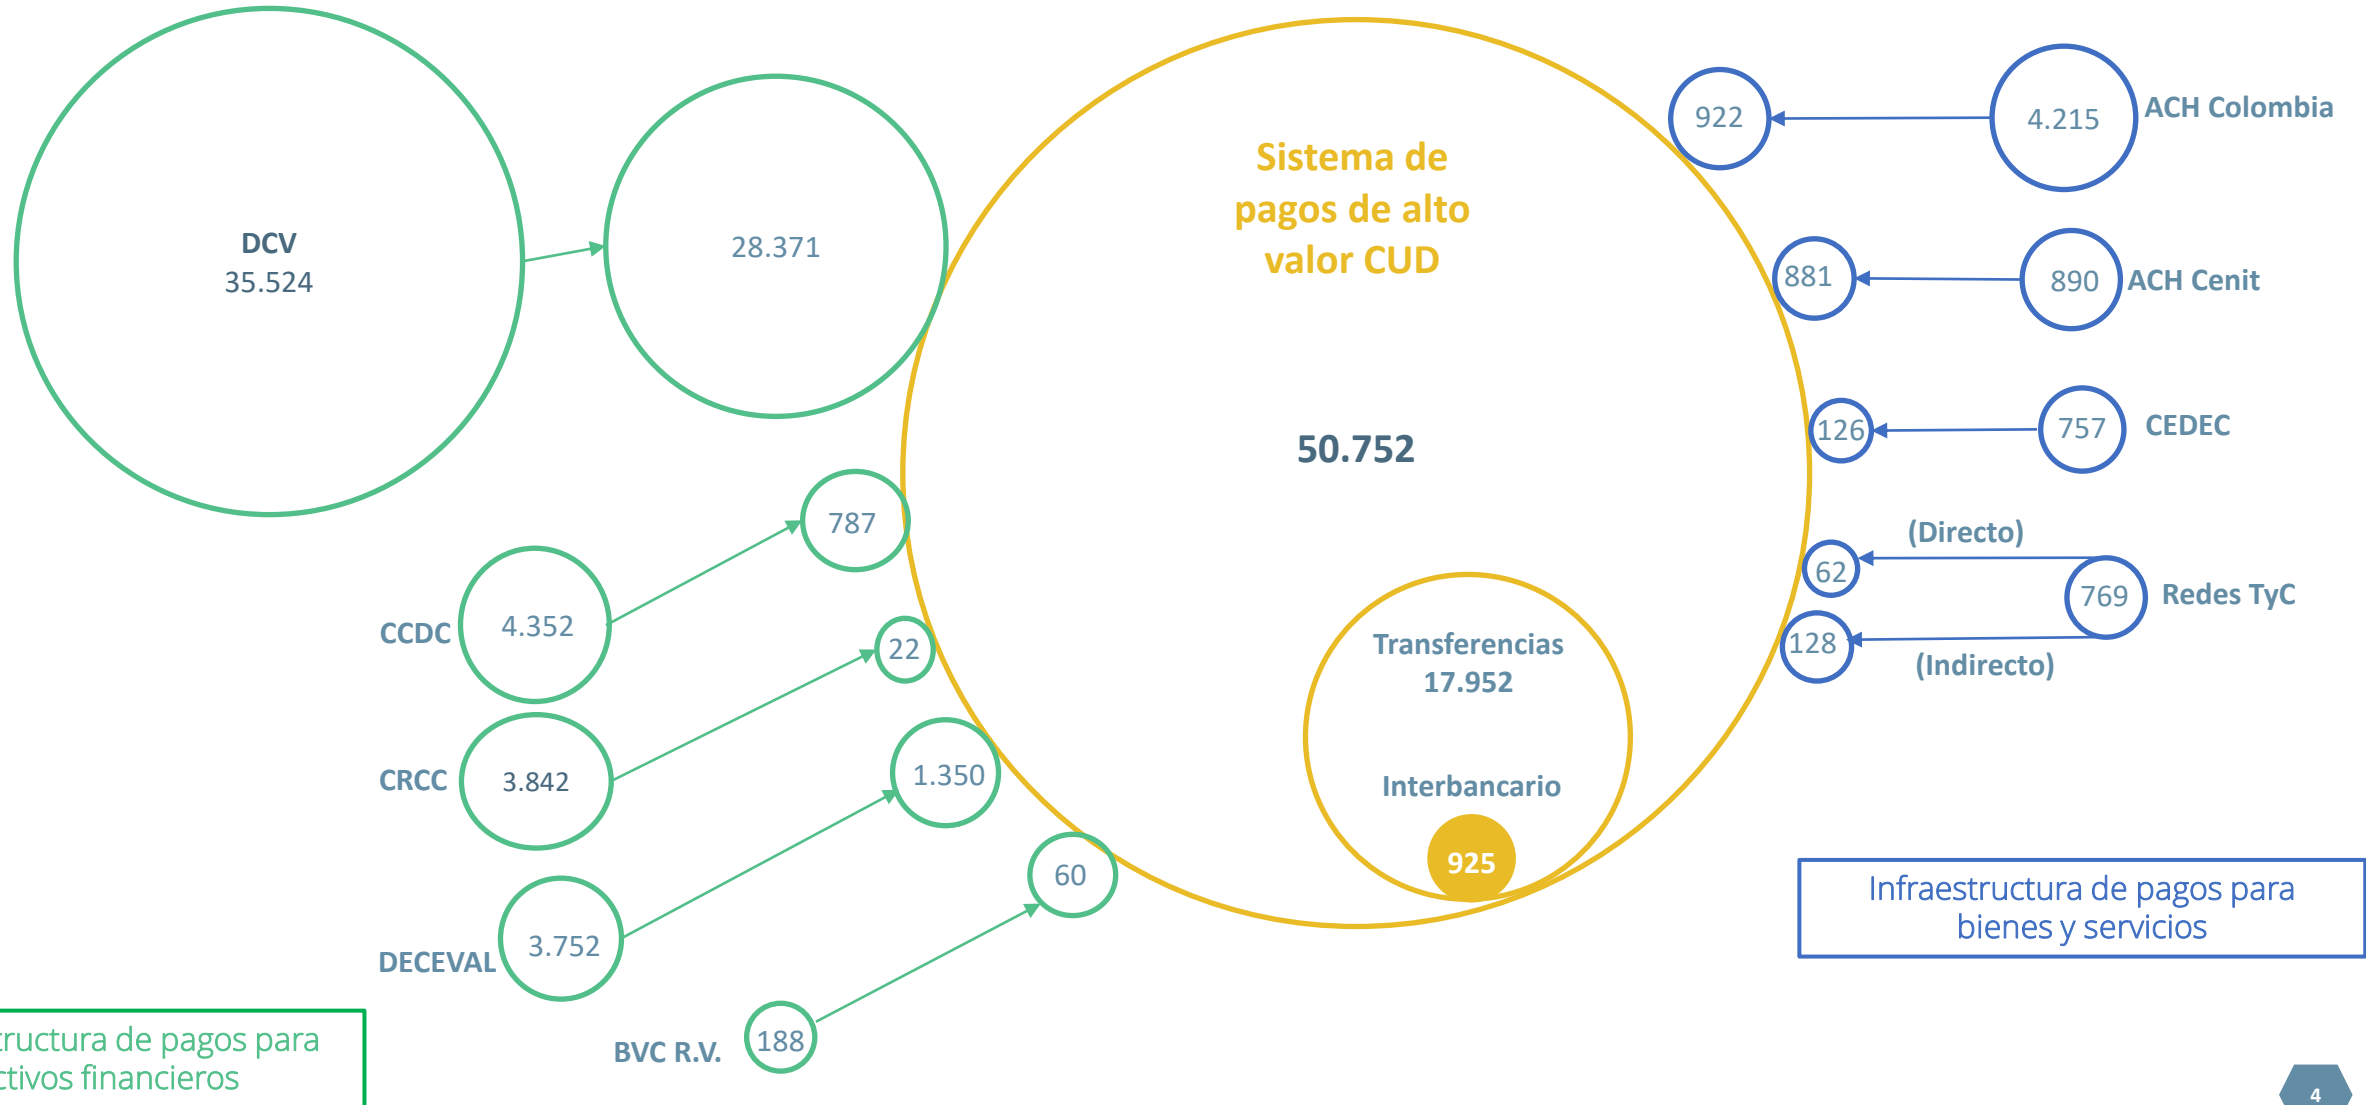 DCV
35.524
28.371
Sistema de
pagos de alto
valor CUD
50.752
922
4.215
ACH Colombia
881
890
ACH Cenit
126
757
CEDEC
(Directo)
62
769
Redes TyC
128
(Indirecto)
787
CCDC
4.352
22
CRCC
3.842
1.350
DECEVAL
3.752
60
BVC R.V.
188
Transferencias
17.952
Interbancario
925
Infraestructura de pagos para
bienes y servicios
tructura de pagos para
ctivos financieros
4